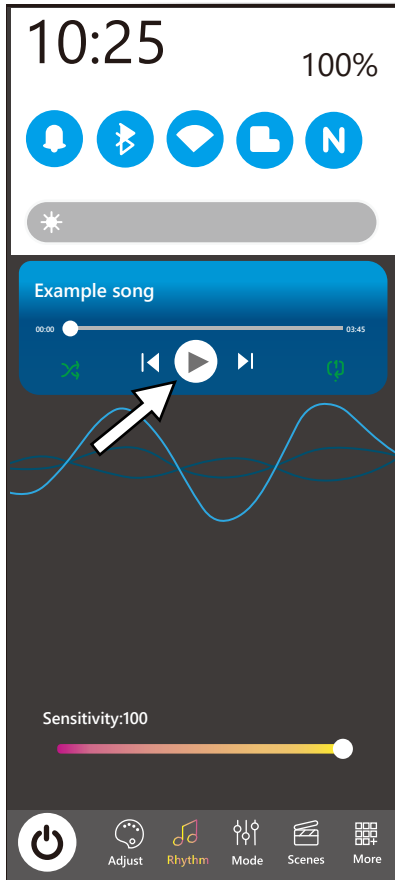 10:25
100%
N
Example song
00:00
03:45
Sensitivity:100
Adjust
Rhythm
Mode
Scenes
More